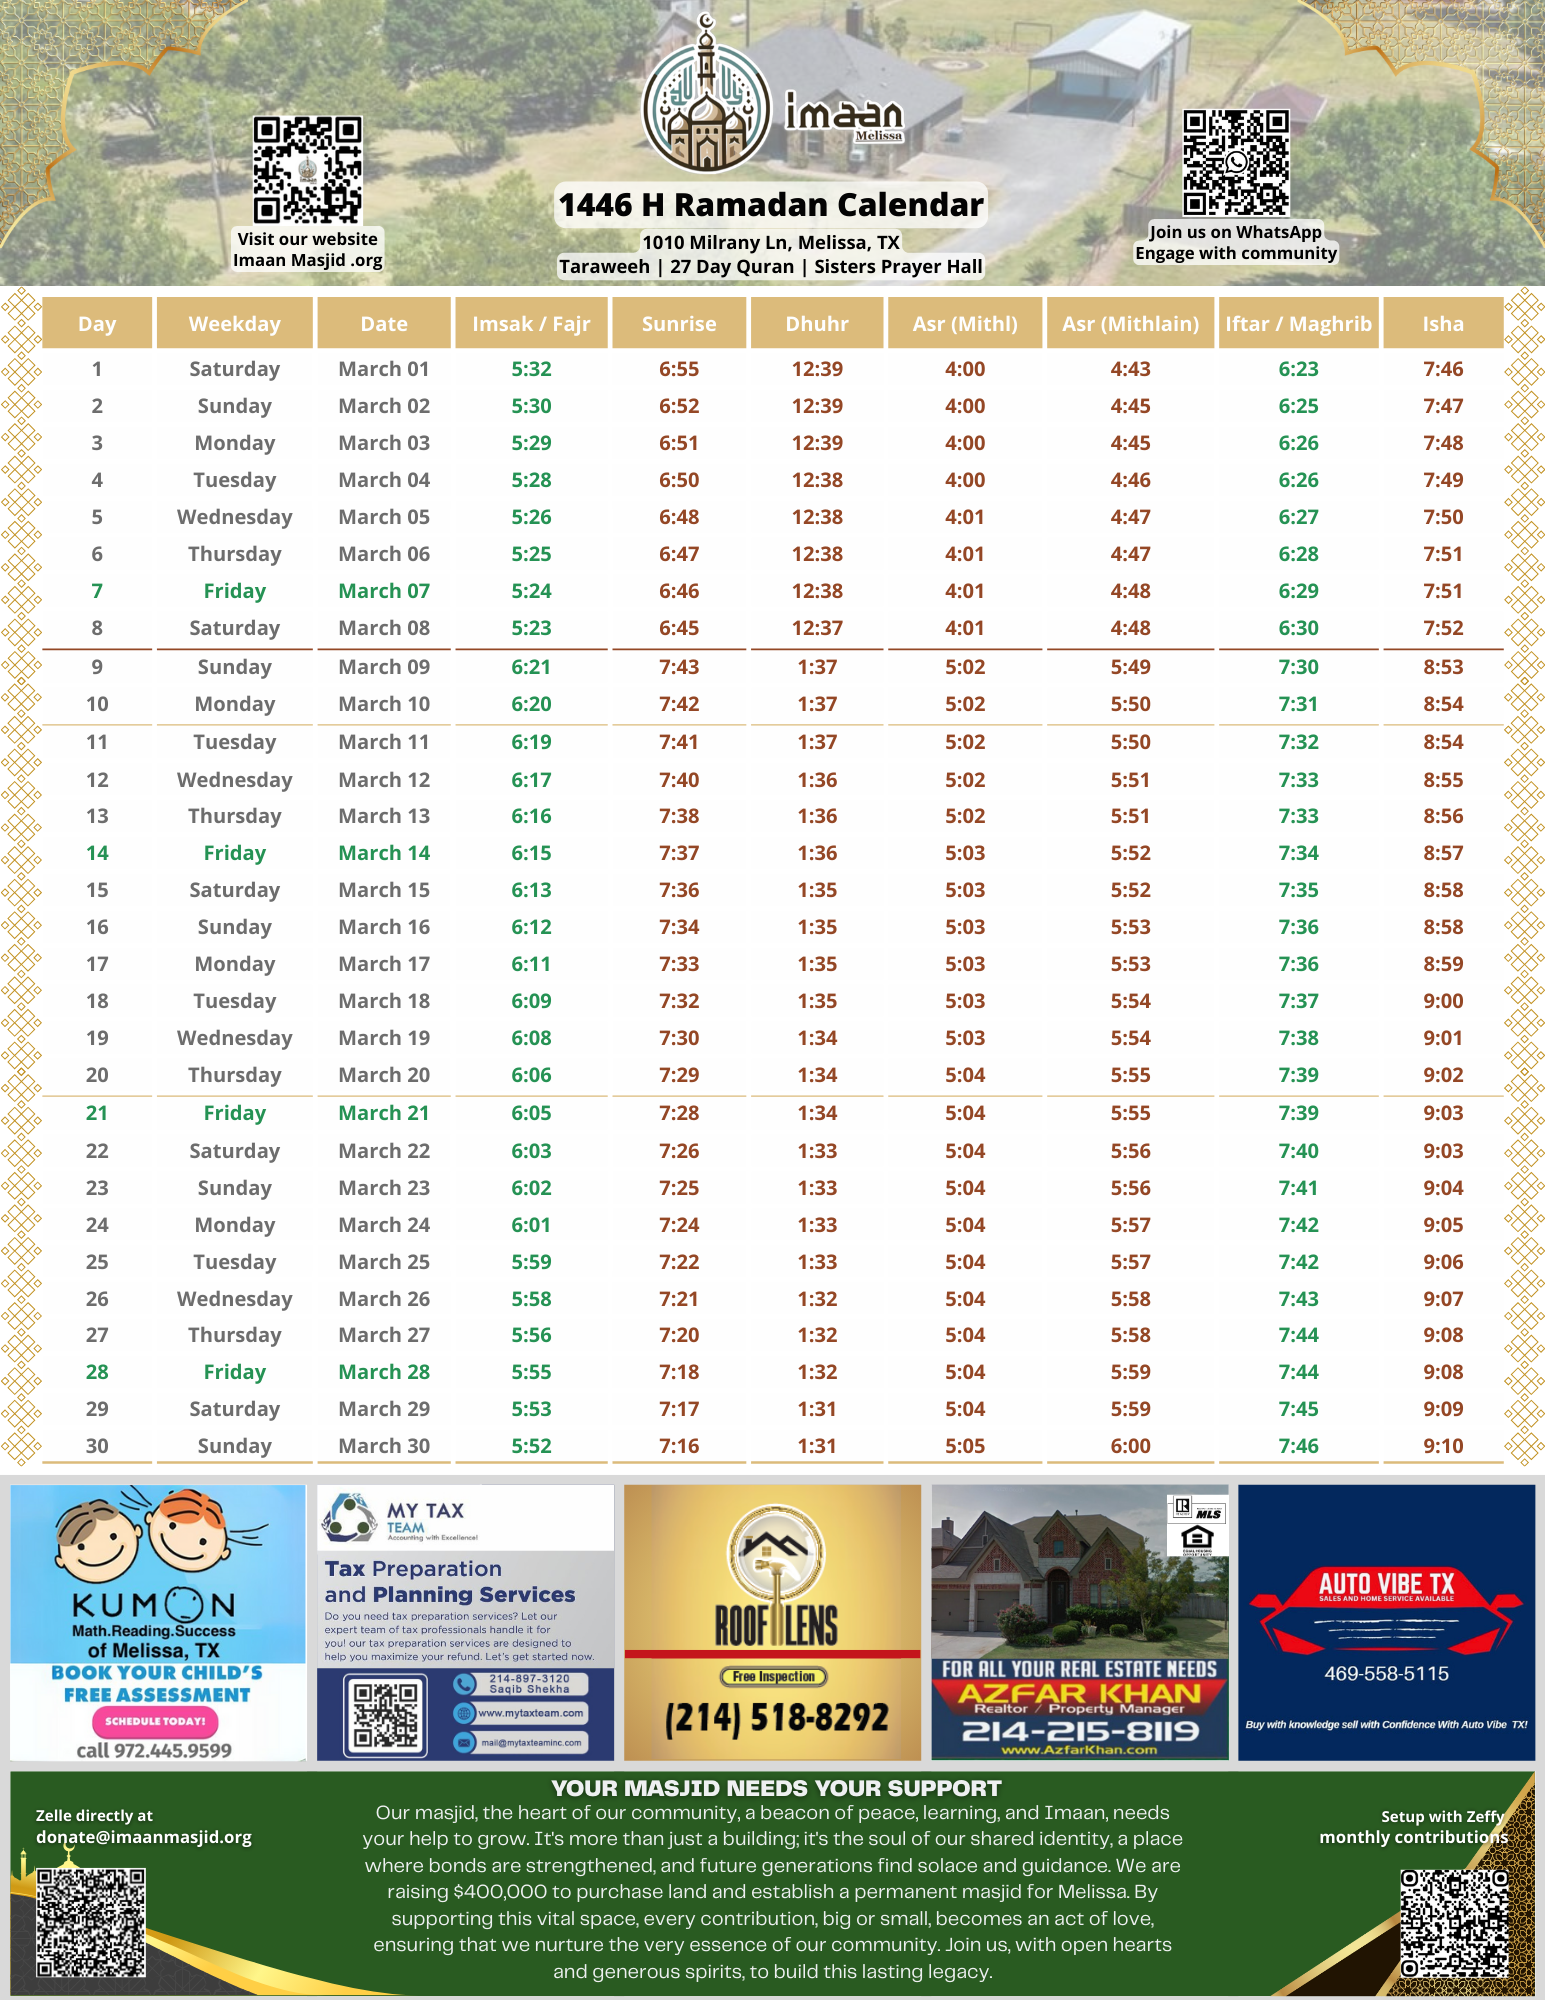 imaan
Melissa
1446 H Ramadan Calendar
1010 Milrany Ln, Melissa, TX
Taraweeh | 27 Day Quran | Sisters Prayer Hall
Visit our website
Imaan Masjid .org
Join us on WhatsApp
Engage with community
Day Weekday Date Imsak / Fajr Sunrise Dhuhr Asr (Mithl) Asr (Mithlain) Iftar / Maghrib Isha
1 Saturday March 01 5:32 6:55 12:39 4:00 4:43 6:23 7:46
2 Sunday March 02 5:30 6:52 12:39 4:00 4:45 6:25 7:47
3 Monday March 03 5:29 6:51 12:39 4:00 4:45 6:26 7:48
4 Tuesday March 04 5:28 6:50 12:38 4:00 4:46 6:26 7:49
5 Wednesday March 05 5:26 6:48 12:38 4:01 4:47 6:27 7:50
6 Thursday March 06 5:25 6:47 12:38 4:01 4:47 6:28 7:51
7 Friday March 07 5:24 6:46 12:38 4:01 4:48 6:29 7:51
8 Saturday March 08 5:23 6:45 12:37 4:01 4:48 6:30 7:52
9 Sunday March 09 6:21 7:43 1:37 5:02 5:49 7:30 8:53
10 Monday March 10 6:20 7:42 1:37 5:02 5:50 7:31 8:54
11 Tuesday March 11 6:19 7:41 1:37 5:02 5:50 7:32 8:54
12 Wednesday March 12 6:17 7:40 1:36 5:02 5:51 7:33 8:55
13 Thursday March 13 6:16 7:38 1:36 5:02 5:51 7:33 8:56
14 Friday March 14 6:15 7:37 1:36 5:03 5:52 7:34 8:57
15 Saturday March 15 6:13 7:36 1:35 5:03 5:52 7:35 8:58
16 Sunday March 16 6:12 7:34 1:35 5:03 5:53 7:36 8:58
17 Monday March 17 6:11 7:33 1:35 5:03 5:53 7:36 8:59
18 Tuesday March 18 6:09 7:32 1:35 5:03 5:54 7:37 9:00
19 Wednesday March 19 6:08 7:30 1:34 5:03 5:54 7:38 9:01
20 Thursday March 20 6:06 7:29 1:34 5:04 5:55 7:39 9:02
21 Friday March 21 6:05 7:28 1:34 5:04 5:55 7:39 9:03
22 Saturday March 22 6:03 7:26 1:33 5:04 5:56 7:40 9:03
23 Sunday March 23 6:02 7:25 1:33 5:04 5:56 7:41 9:04
24 Monday March 24 6:01 7:24 1:33 5:04 5:57 7:42 9:05
25 Tuesday March 25 5:59 7:22 1:33 5:04 5:57 7:42 9:06
26 Wednesday March 26 5:58 7:21 1:32 5:04 5:58 7:43 9:07
27 Thursday March 27 5:56 7:20 1:32 5:04 5:58 7:44 9:08
28 Friday March 28 5:55 7:18 1:32 5:04 5:59 7:44 9:08
29 Saturday March 29 5:53 7:17 1:31 5:04 5:59 7:45 9:09
30 Sunday March 30 5:52 7:16 1:31 5:05 6:00 7:46 9:10
KUMON
Math.Reading.Success
of Melissa, TX
BOOK YOUR CHILD'S
FREE ASSESSMENT
SCHEDULE TODAY!
call 972.445.9599
MY TAX
TEAM
Accounting with Excellence!
Tax Preparation
and Planning Services
Do you need tax preparation services? Let our
expert team of tax professionals handle it for
you! our tax preparation services are designed to
help you maximize your refund. Let's get started now.
214-897-3120
Saqib Shekha
www.mytaxteam.com
mail@mytaxteaminc.com
ROOF LENS
Free Inspection
(214) 518-8292
R MLS
EQUAL HOUSING
OPPORTUNITY
FOR ALL YOUR REAL ESTATE NEEDS
AZFAR KHAN
Realtor / Property Manager
214-215-8119
www.AzfarKhan.com
AUTO VIBE TX
SALES AND HOME SERVICE AVAILABLE
469-558-5115
Buy with knowledge sell with Confidence With Auto Vibe TX!
YOUR MASJID NEEDS YOUR SUPPORT
Our masjid, the heart of our community, a beacon of peace, learning, and Imaan, needs
your help to grow. It's more than just a building; it's the soul of our shared identity, a place
where bonds are strengthened, and future generations find solace and guidance. We are
raising $400,000 to purchase land and establish a permanent masjid for Melissa. By
supporting this vital space, every contribution, big or small, becomes an act of love,
ensuring that we nurture the very essence of our community. Join us, with open hearts
and generous spirits, to build this lasting legacy.
Zelle directly at
donate@imaanmasjid.org
Setup with Zeffy
monthly contributions